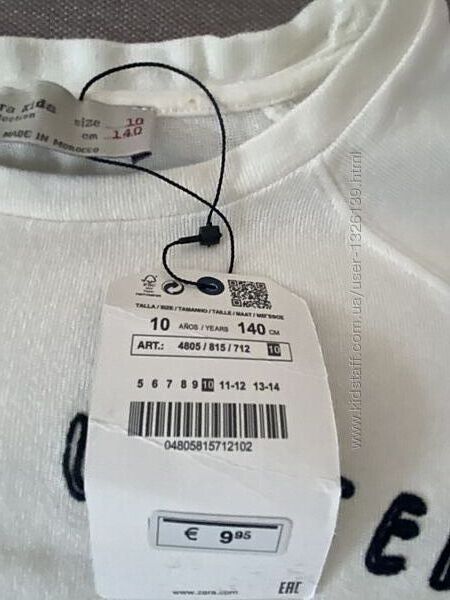 ra kids
lection
size 10
cm 140
MADE IN MOROCCO
TALLA / SIZE / TAMANHO / TAILLE / MAAT /
10 AÑOS / YEARS 140 CM
ART.: 4805 / 815 / 712 10
5 6 7 8 9 10 11-12 13-14
04805815712102
€ 9,95
www.zara.com
EAC
www.kidstaff.com.ua/user-1326139.html